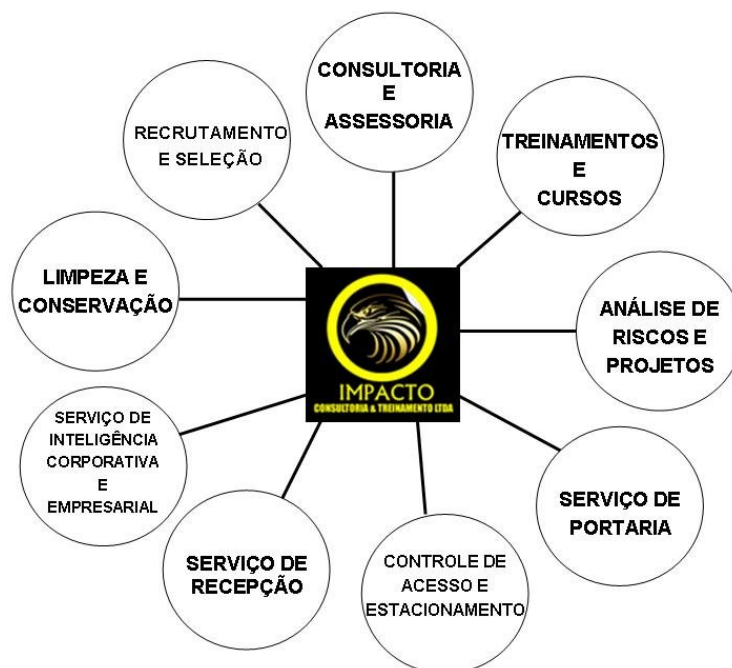 CONSULTORIA
E
ASSESSORIA
TREINAMENTOS
E
CURSOS
ANÁLISE DE
RISCOS E
PROJETOS
SERVIÇO DE
PORTARIA
CONTROLE DE
ACESSO E
ESTACIONAMENTO
SERVIÇO DE
RECEPÇÃO
SERVIÇO DE
INTELIGÊNCIA
CORPORATIVA
E
EMPRESARIAL
LIMPEZA E
CONSERVAÇÃO
RECRUTAMENTO
E SELEÇÃO
IMPACTO
CONSULTORIA & TREINAMENTO LTDA